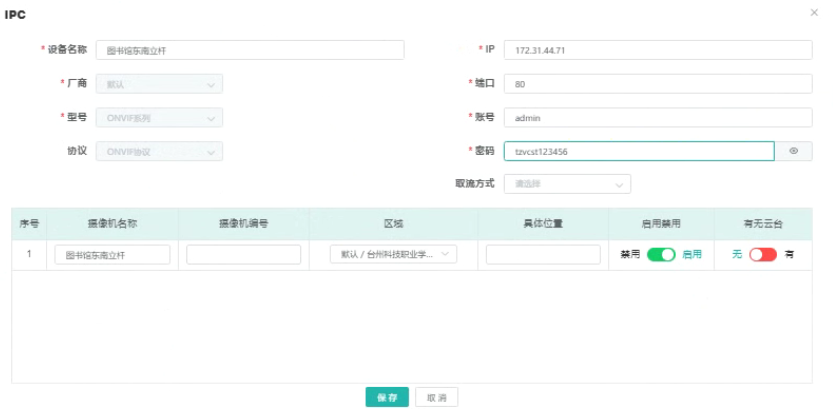 IPC
* 设备名称 图书馆东南立杆 * IP 172.31.44.71
* 厂商 默认 * 端口 80
* 型号 ONVIF系列 * 账号 admin
协议 ONVIF协议 * 密码 tzvcst123456
取流方式 请选择
序号 摄像机名称 摄像机编号 区域 具体位置 启用禁用 有无云台
1 图书馆东南立杆 默认 / 台州科技职业学... 禁用 启用 无 有
保存 取消